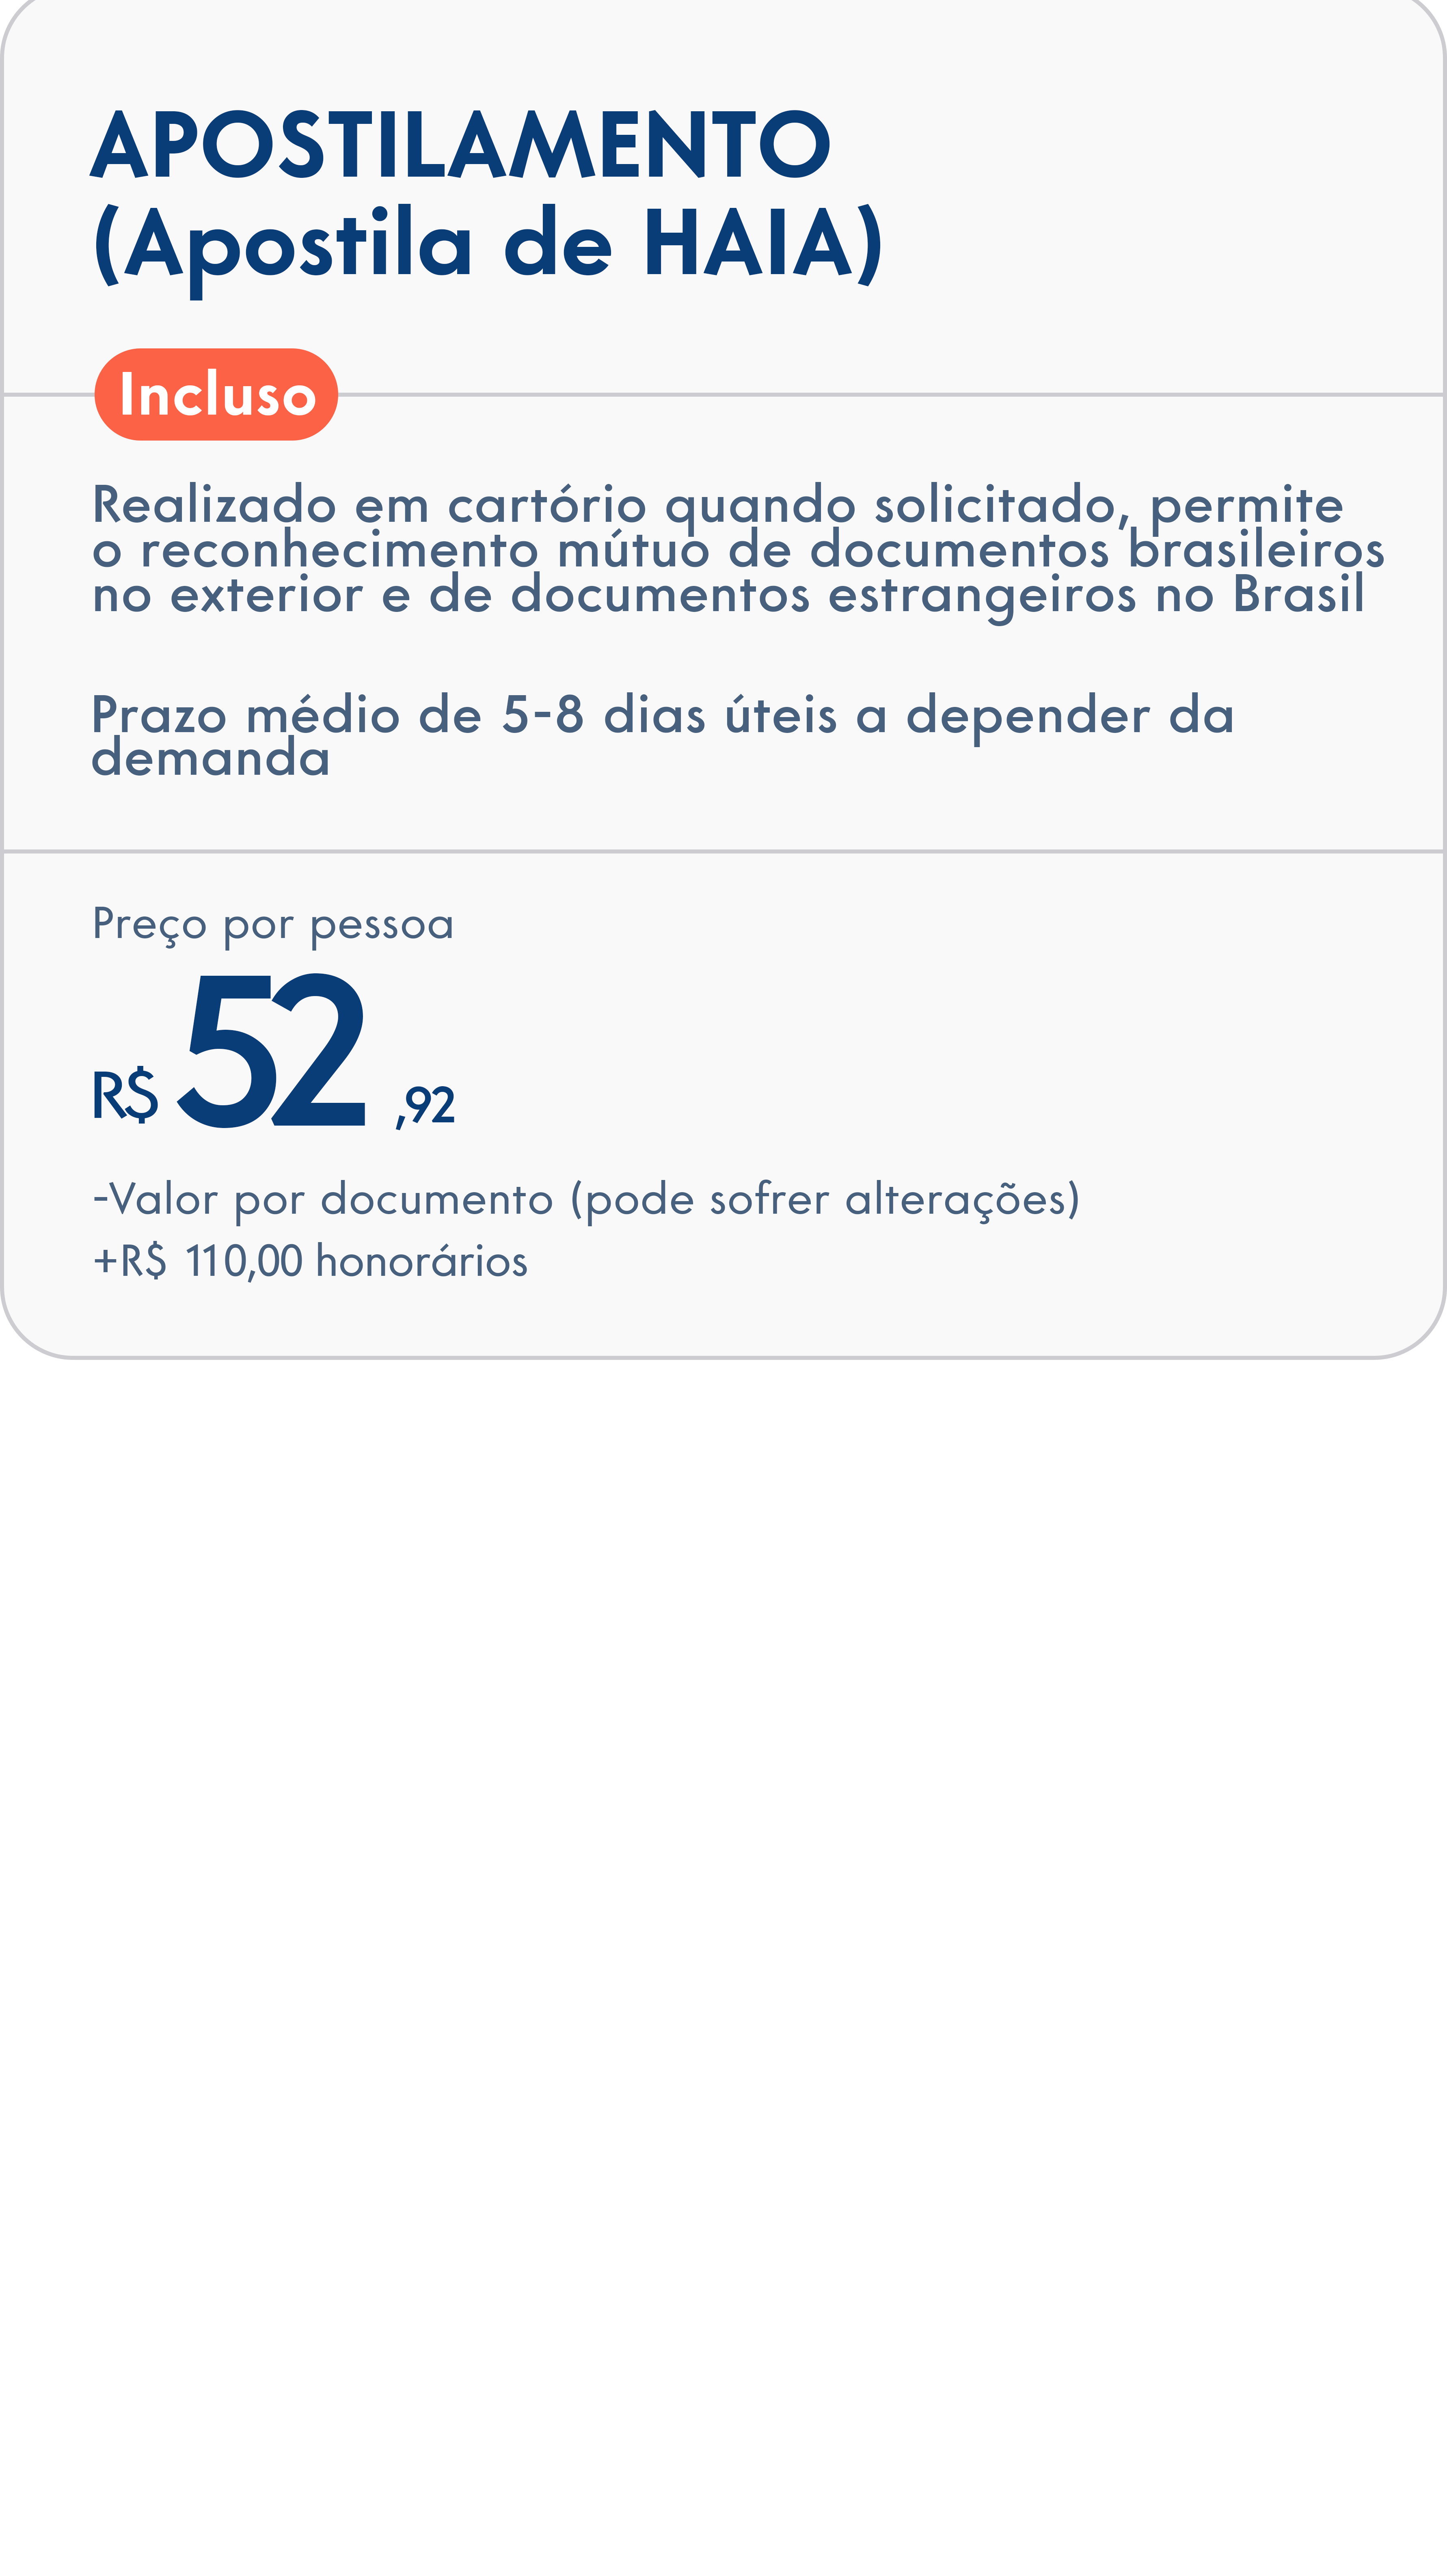 APOSTILAMENTO
(Apostila de HAIA)
Incluso
Realizado em cartório quando solicitado, permite
o reconhecimento mútuo de documentos brasileiros
no exterior e de documentos estrangeiros no Brasil
Prazo médio de 5-8 dias úteis a depender da
demanda
Preço por pessoa
R$ 52 ,92
-Valor por documento (pode sofrer alterações)
+R$ 110,00 honorários